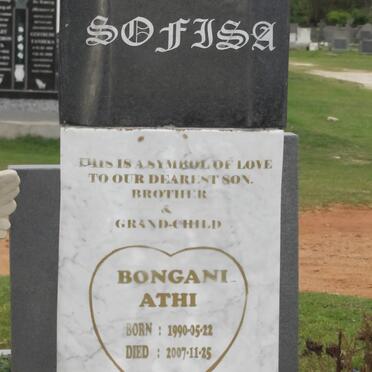 SOFISA
THIS IS A SYMBOL OF LOVE
TO OUR DEAREST SON.
BROTHER
&
GRAND-CHILD
BONGANI
ATHI
BORN : 1990-05-22
DIED : 2007-11-25